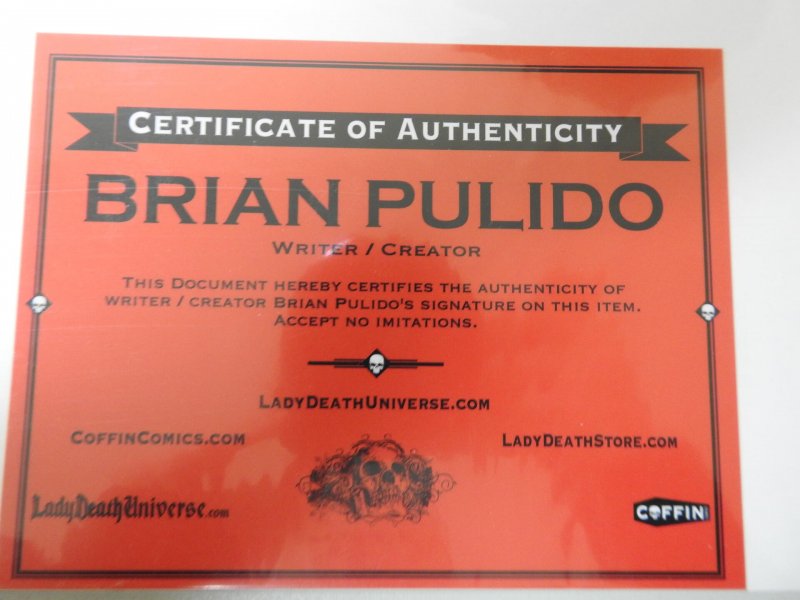 CERTIFICATE OF AUTHENTICITY
BRIAN PULIDO
WRITER / CREATOR
THIS DOCUMENT HEREBY CERTIFIES THE AUTHENTICITY OF
WRITER / CREATOR BRIAN PULIDO'S SIGNATURE ON THIS ITEM.
ACCEPT NO IMITATIONS.
LADYDEATHUNIVERSE.COM
COFFINCOMICS.COM
LADYDEATHSTORE.COM
LadyDeathUniverse.com
COFFIN